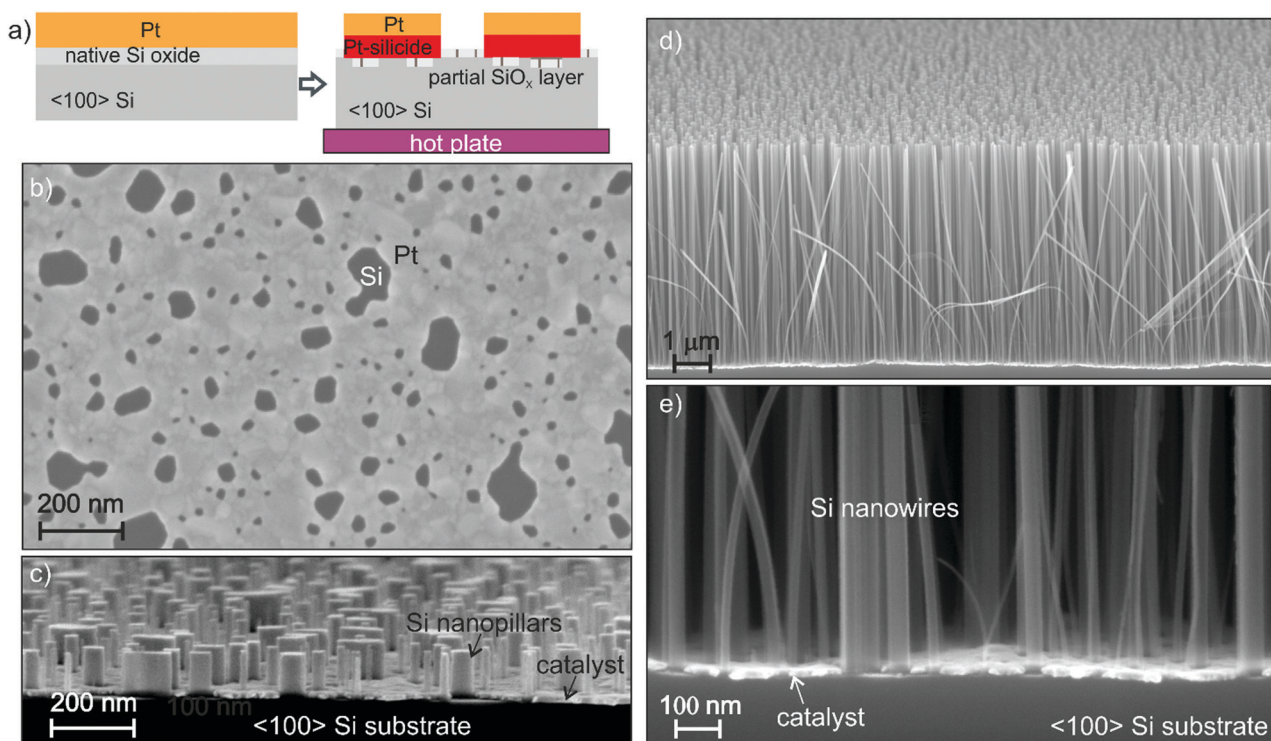 a)
Pt
native Si oxide
<100> Si
Pt
Pt-silicide
partial SiOₓ layer
<100> Si
hot plate
b)
Pt
Si
200 nm
c)
Si nanopillars
catalyst
200 nm
100 nm
<100> Si substrate
d)
1 μm
e)
Si nanowires
100 nm
catalyst
<100> Si substrate